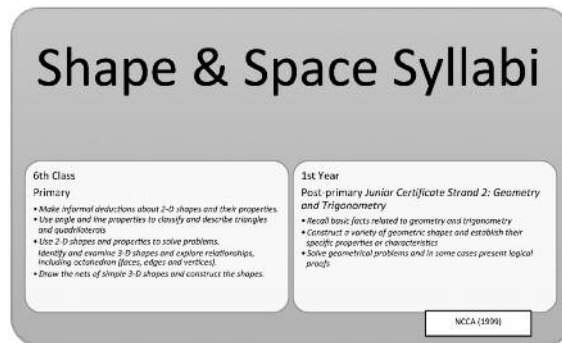 Shape & Space Syllabi
6th Class
Primary
• Make informal deductions about 2-D shapes and their properties.
• Use angle and line properties to classify and describe triangles
and quadrilaterals
• Use 2-D shapes and properties to solve problems.
Identify and examine 3-D shapes and explore relationships,
including octahedron (faces, edges and vertices).
• Draw the nets of simple 3-D shapes and construct the shapes.
1st Year
Post-primary Junior Certificate Strand 2: Geometry
and Trigonometry
• Recall basic facts related to geometry and trigonometry
• Construct a variety of geometric shapes and establish their
specific properties or characteristics
• Solve geometrical problems and in some cases present logical
proofs
NCCA (1999)